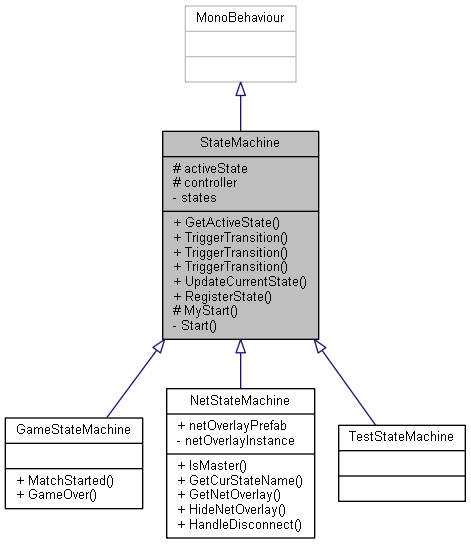 MonoBehaviour
StateMachine
# activeState
# controller
- states
+ GetActiveState()
+ TriggerTransition()
+ TriggerTransition()
+ TriggerTransition()
+ UpdateCurrentState()
+ RegisterState()
# MyStart()
- Start()
GameStateMachine
+ MatchStarted()
+ GameOver()
NetStateMachine
+ netOverlayPrefab
- netOverlayInstance
+ IsMaster()
+ GetCurStateName()
+ GetNetOverlay()
+ HideNetOverlay()
+ HandleDisconnect()
TestStateMachine